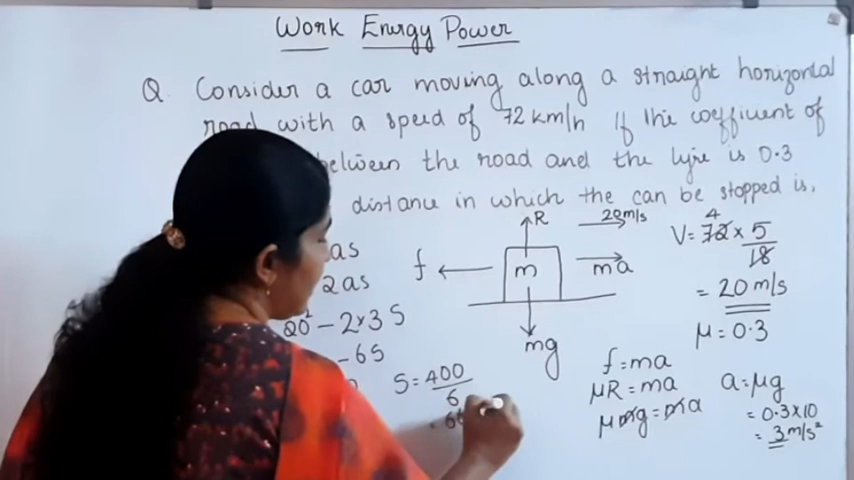 Work Energy Power
Q. Consider a car moving along a straight horizontal
road with a speed of 72 km/h If the coefficient of
between the road and the tyre is 0.3
distance in which the can be stopped is,
as
2as
20² - 2×3 S
- 6S
S = 400/6
= 6
R
20m/s
f
m
ma
mg
V = 72 4 × 5/18
= 20 m/s
μ = 0.3
f = ma
μR = ma
μmg = ma
a = μg
= 0.3×10
= 3 m/s²